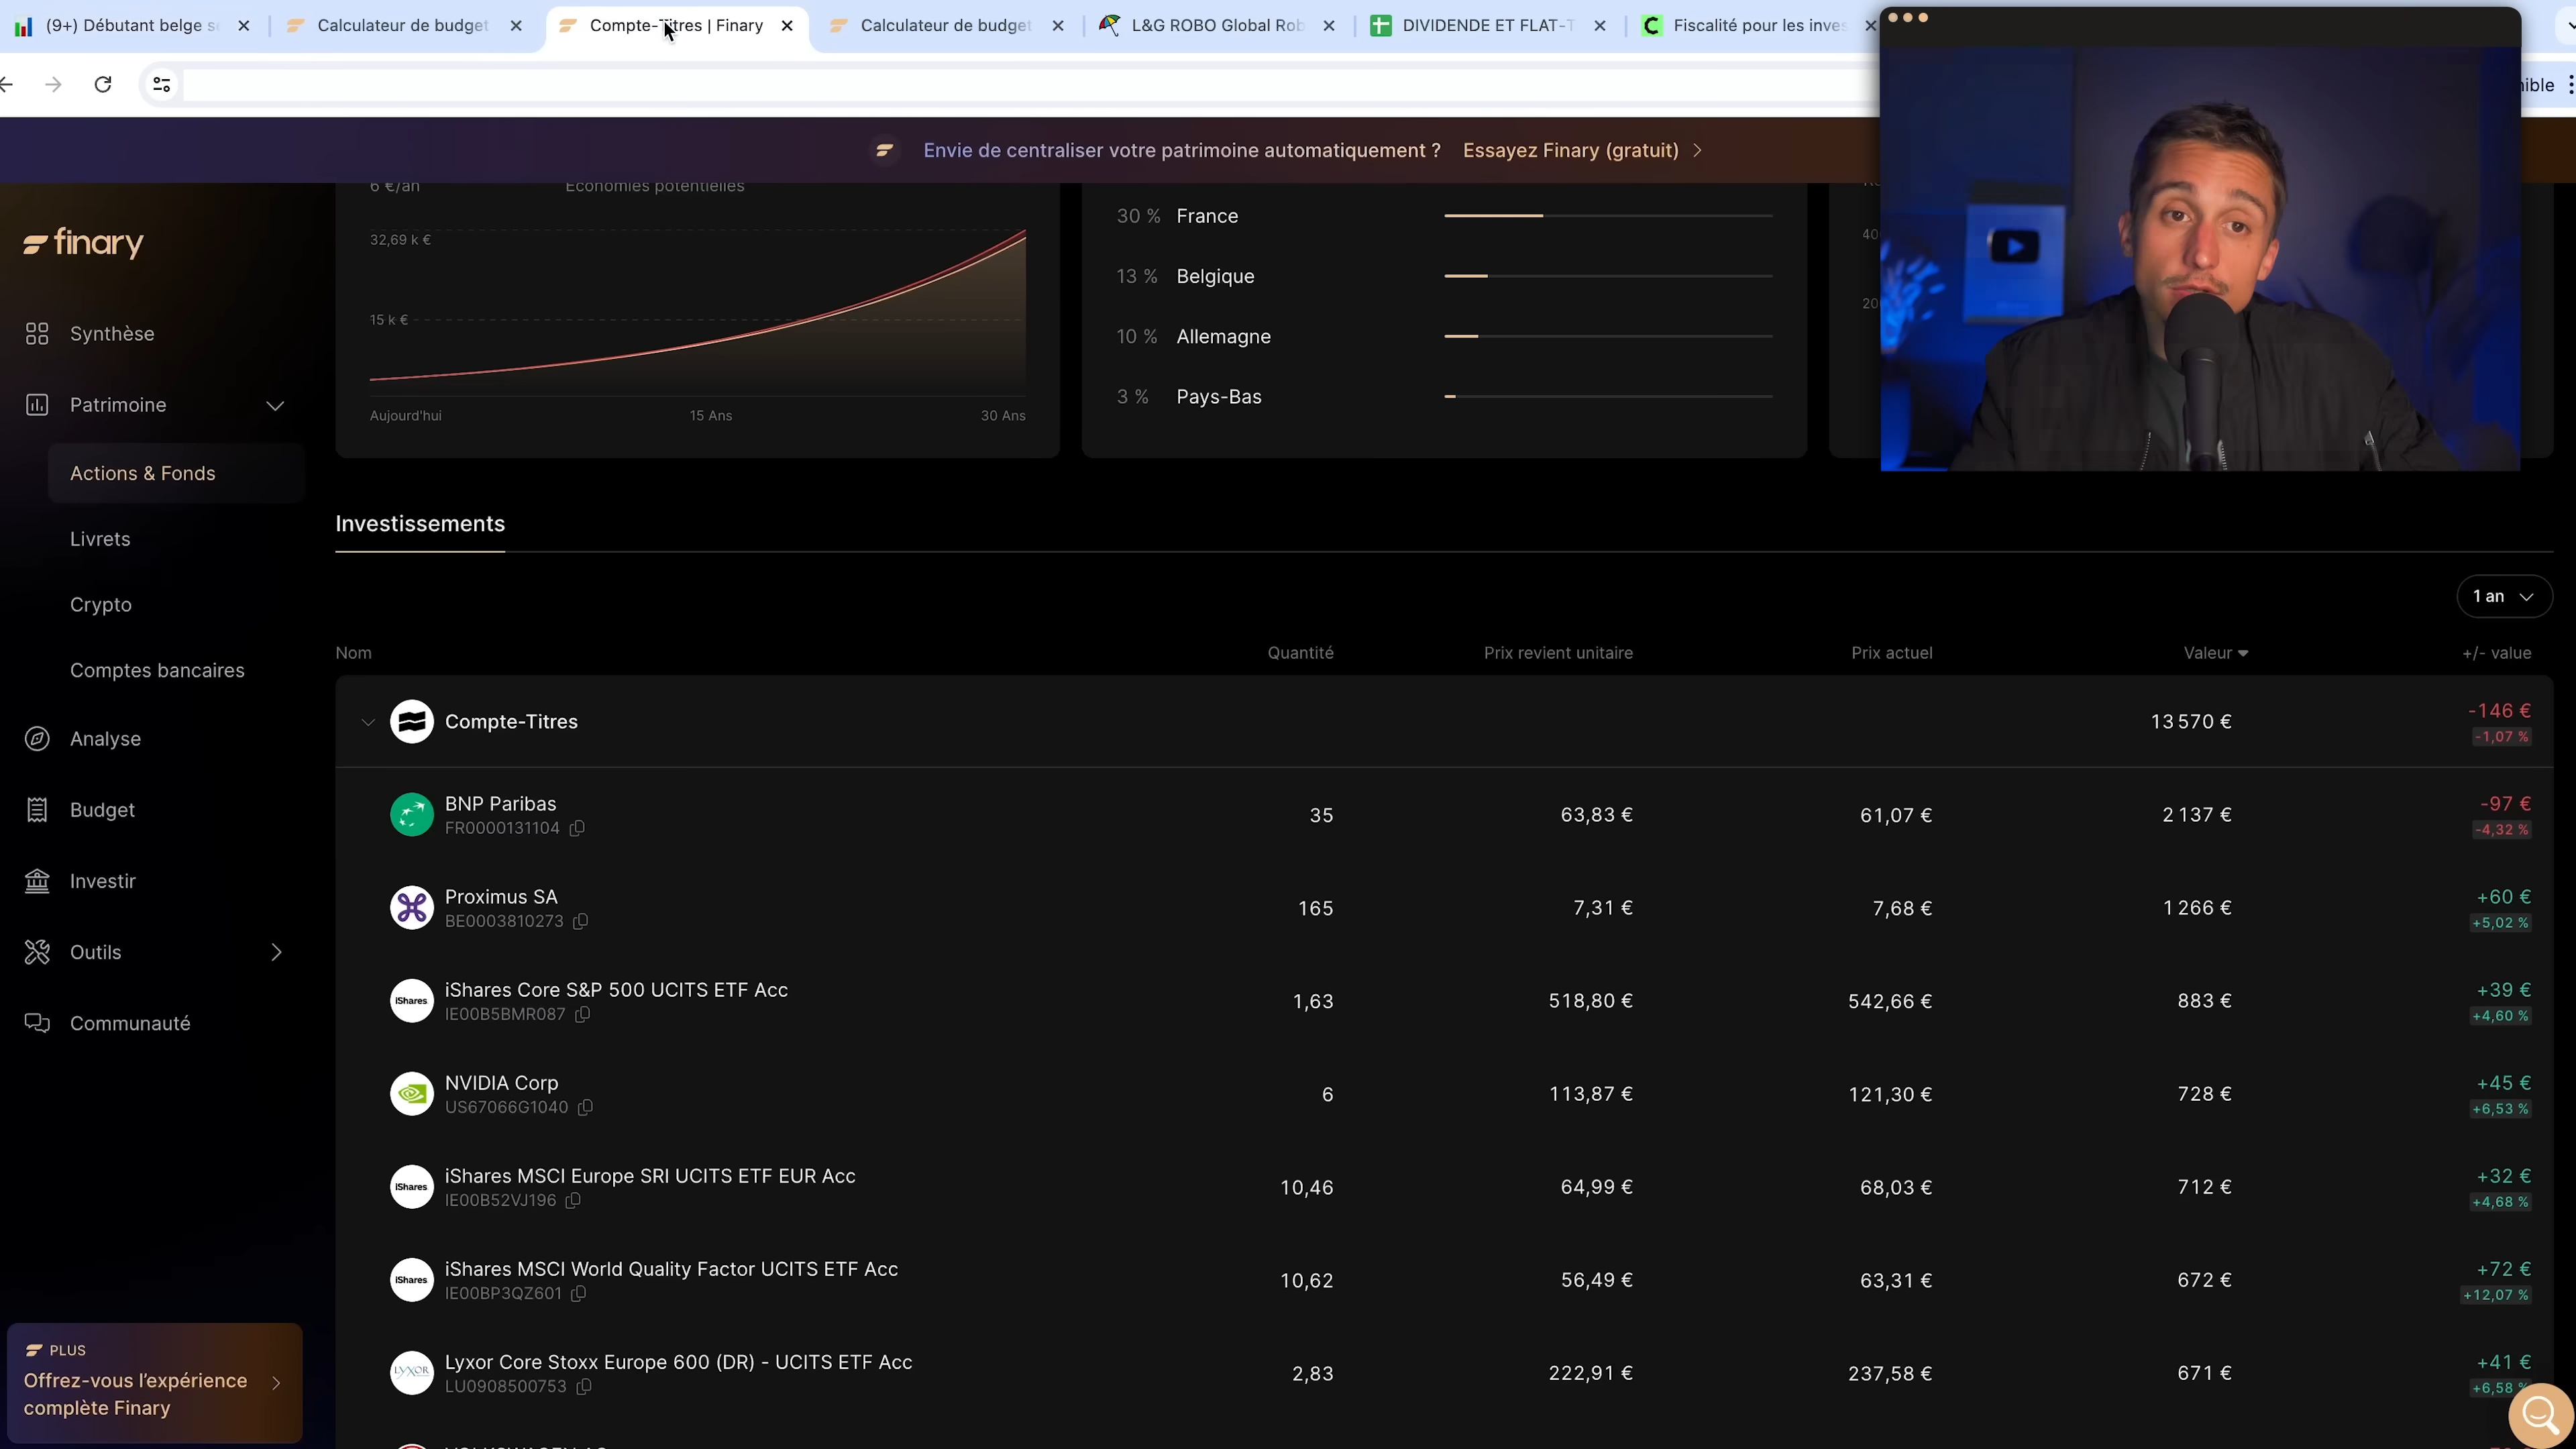 (9+) Débutant belge s
Calculateur de budget
Compte-Titres | Finary
Calculateur de budget
L&G ROBO Global Rob
DIVIDENDE ET FLAT-T
Fiscalité pour les inves
Envie de centraliser votre patrimoine automatiquement ? Essayez Finary (gratuit)
finary
Synthèse
Patrimoine
Actions & Fonds
Livrets
Crypto
Comptes bancaires
Analyse
Budget
Investir
Outils
Communauté
PLUS
Offrez-vous l'expérience
complète Finary
6 €/an Économies potentielles
32,69 k €
15 k €
Aujourd'hui 15 Ans 30 Ans
30 % France
13 % Belgique
10 % Allemagne
3 % Pays-Bas
Investissements
1 an
Nom Quantité Prix revient unitaire Prix actuel Valeur +/- value
Compte-Titres 13 570 € -146 €
-1,07 %
BNP Paribas 35 63,83 € 61,07 € 2 137 € -97 €
FR0000131104 -4,32 %
Proximus SA 165 7,31 € 7,68 € 1 266 € +60 €
BE0003810273 +5,02 %
iShares iShares Core S&P 500 UCITS ETF Acc 1,63 518,80 € 542,66 € 883 € +39 €
IE00B5BMR087 +4,60 %
NVIDIA Corp 6 113,87 € 121,30 € 728 € +45 €
US67066G1040 +6,53 %
iShares iShares MSCI Europe SRI UCITS ETF EUR Acc 10,46 64,99 € 68,03 € 712 € +32 €
IE00B52VJ196 +4,68 %
iShares iShares MSCI World Quality Factor UCITS ETF Acc 10,62 56,49 € 63,31 € 672 € +72 €
IE00BP3QZ601 +12,07 %
LYXOR Lyxor Core Stoxx Europe 600 (DR) - UCITS ETF Acc 2,83 222,91 € 237,58 € 671 € +41 €
LU0908500753 +6,58 %